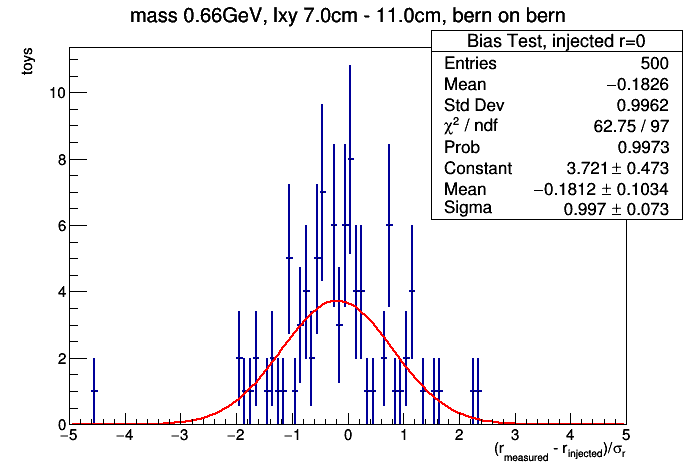 mass 0.66GeV, lxy 7.0cm - 11.0cm, bern on bern
Bias Test, injected r=0
Entries 500
Mean −0.1826
Std Dev 0.9962
χ² / ndf 62.75 / 97
Prob 0.9973
Constant 3.721 ± 0.473
Mean −0.1812 ± 0.1034
Sigma 0.997 ± 0.073
toys
10
8
6
4
2
0
−5 −4 −3 −2 −1 0 1 2 3 4 5
(r_measured - r_injected)/σ_r